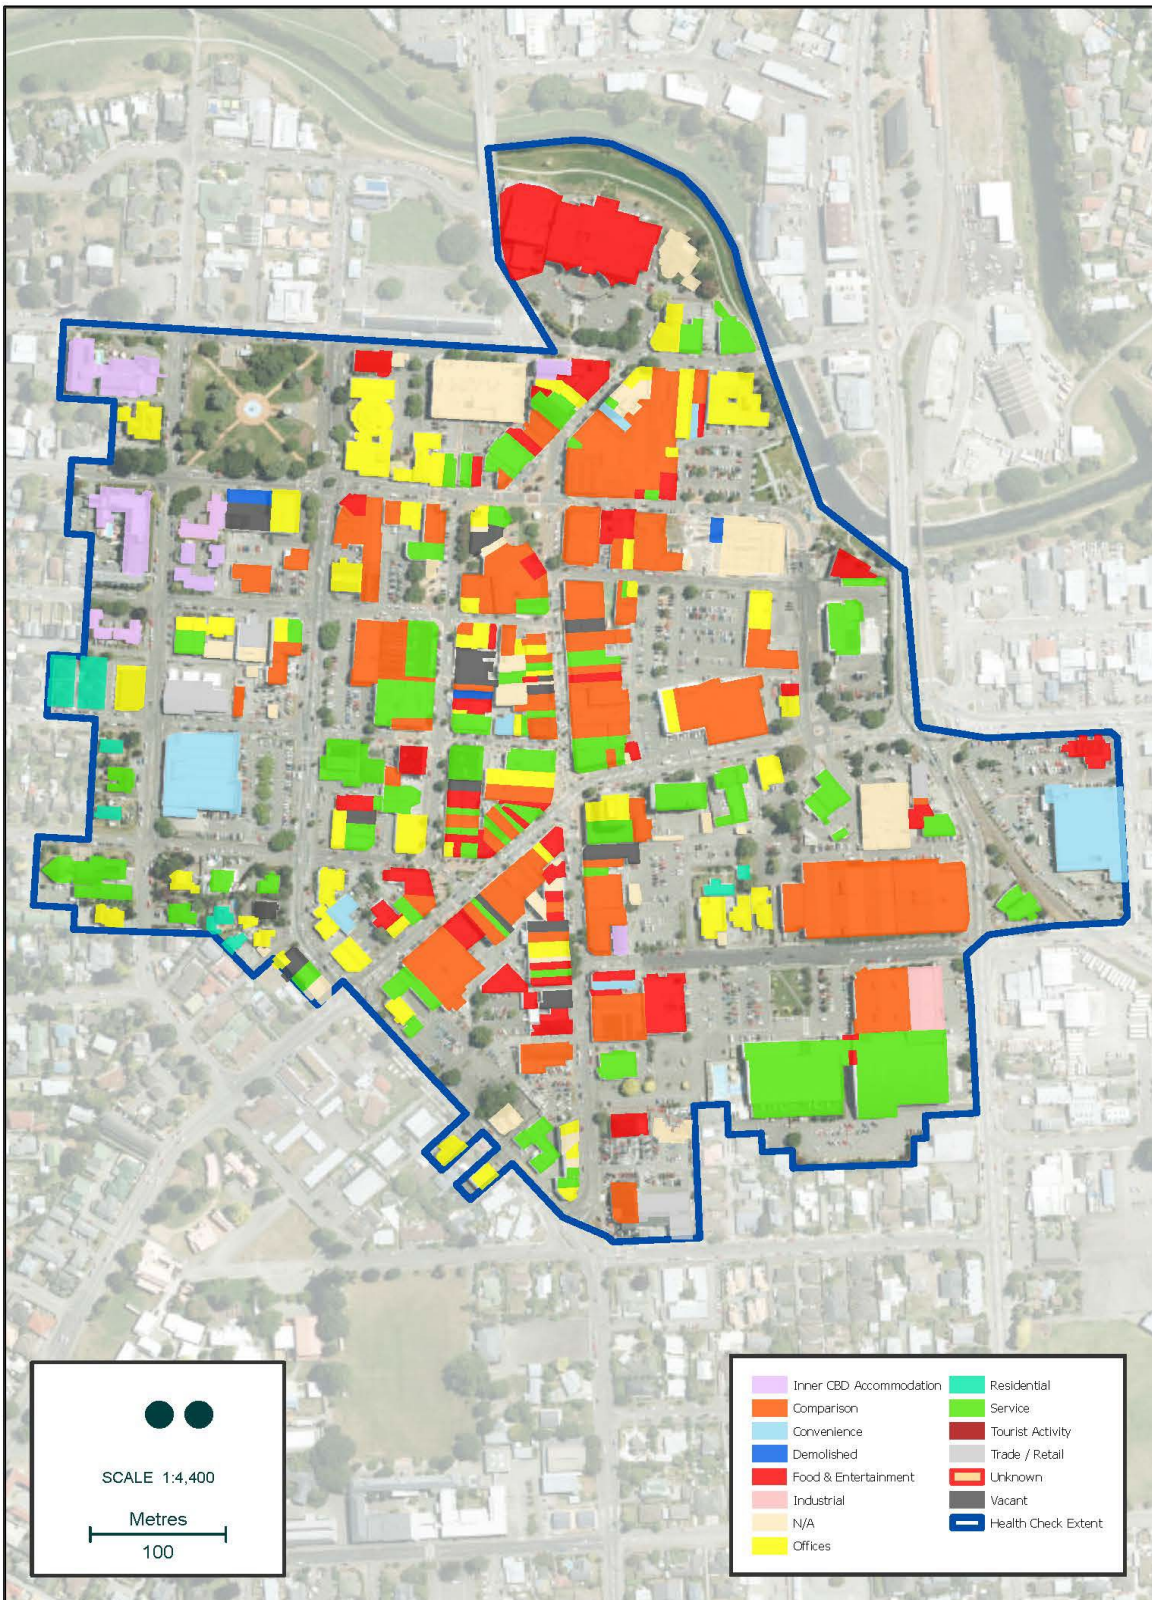 SCALE 1:4,400
Metres
100
Inner CBD Accommodation
Comparison
Convenience
Demolished
Food & Entertainment
Industrial
N/A
Offices
Residential
Service
Tourist Activity
Trade / Retail
Unknown
Vacant
Health Check Extent